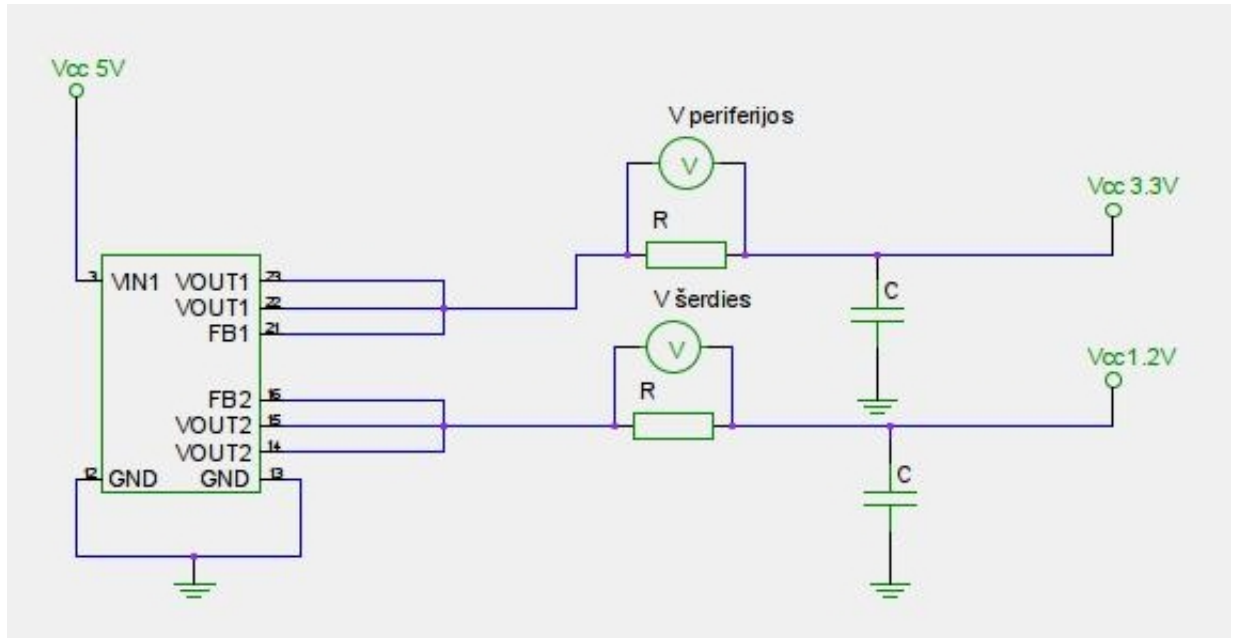 Vcc 5V
V periferijos
V
R
Vcc 3.3V
3 VIN1 VOUT1 23
VOUT1 22
FB1 21
C
V šerdies
V
R
Vcc1.2V
FB2 16
VOUT2 15
VOUT2 14
12 GND GND 13
C